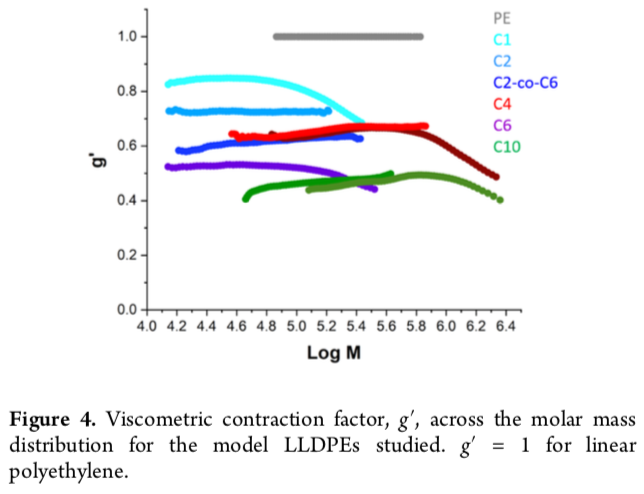 PE
C1
C2
C2-co-C6
C4
C6
C10
1.0
0.8
0.6
0.4
0.2
0.0
g'
4.0 4.2 4.4 4.6 4.8 5.0 5.2 5.4 5.6 5.8 6.0 6.2 6.4
Log M
Figure 4. Viscometric contraction factor, g′, across the molar mass
distribution for the model LLDPEs studied. g′ = 1 for linear
polyethylene.